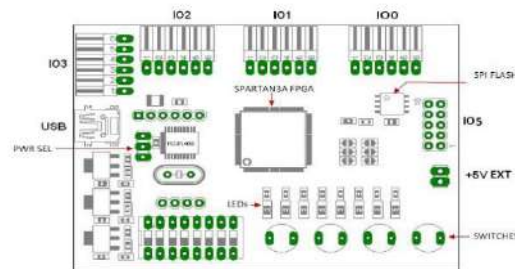 IO2
IO1
IO0
IO3
SPARTAN3A FPGA
SPI FLASH
USB
IO5
PWR SEL
+5V EXT
LEDs
SWITCHES